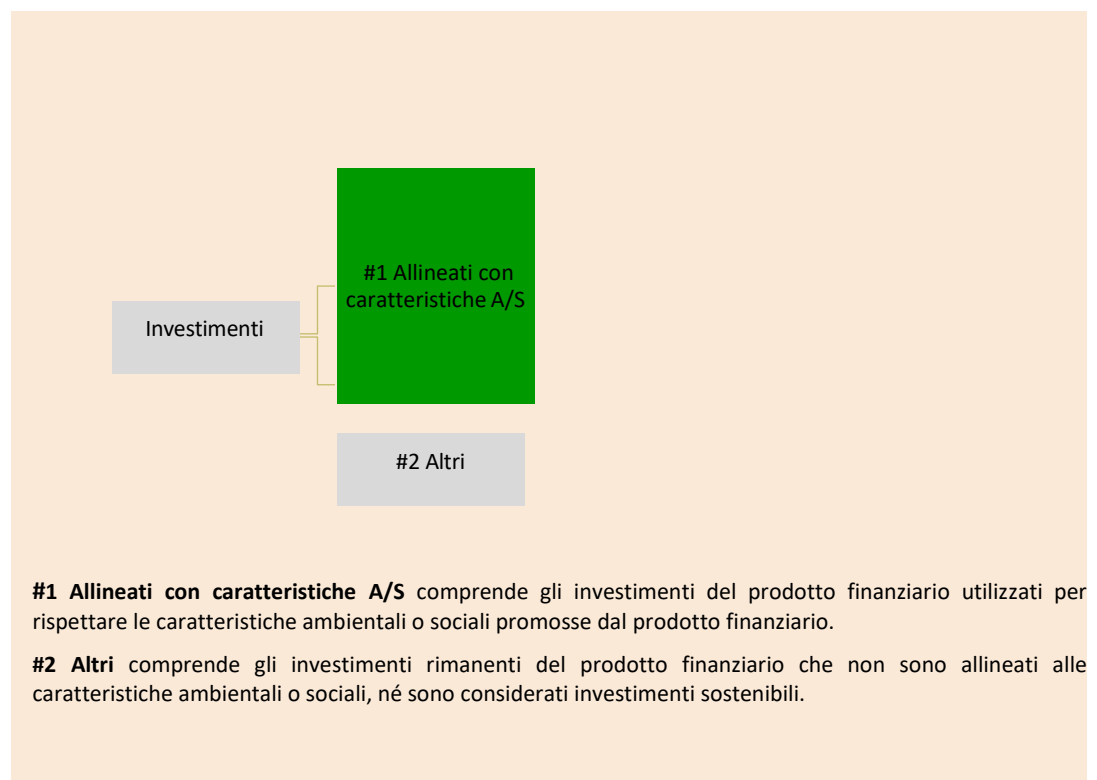 #1 Allineati con
caratteristiche A/S
Investimenti
#2 Altri
#1 Allineati con caratteristiche A/S comprende gli investimenti del prodotto finanziario utilizzati per
rispettare le caratteristiche ambientali o sociali promosse dal prodotto finanziario.
#2 Altri comprende gli investimenti rimanenti del prodotto finanziario che non sono allineati alle
caratteristiche ambientali o sociali, né sono considerati investimenti sostenibili.